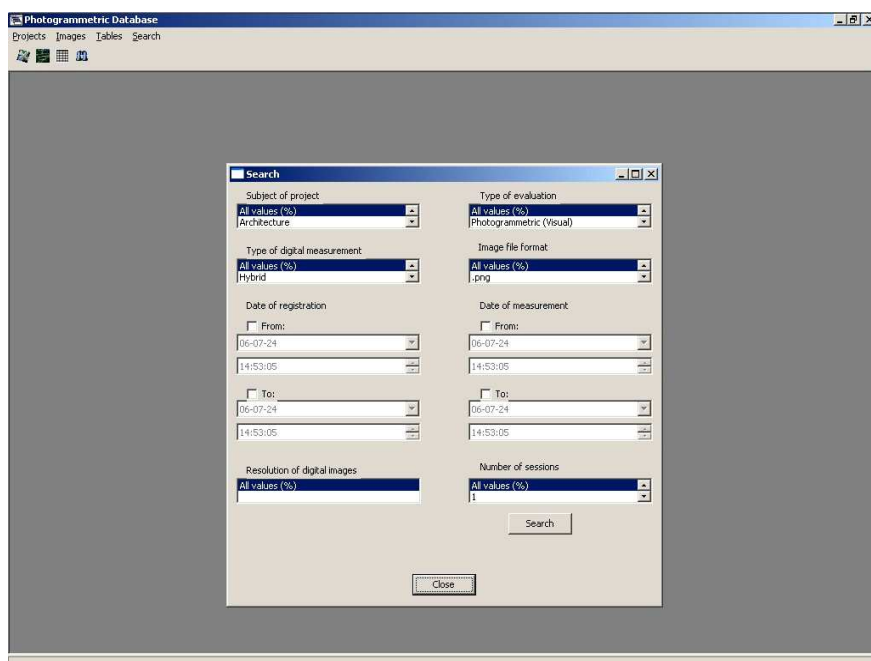 Photogrammetric Database
Projects Images Tables Search
Search
Subject of project
All values (%)
Architecture
Type of evaluation
All values (%)
Photogrammetric (Visual)
Type of digital measurement
All values (%)
Hybrid
Image file format
All values (%)
.png
Date of registration
From:
06-07-24
14:53:05
To:
06-07-24
14:53:05
Date of measurement
From:
06-07-24
14:53:05
To:
06-07-24
14:53:05
Resolution of digital images
All values (%)
Number of sessions
All values (%)
1
Search
Close